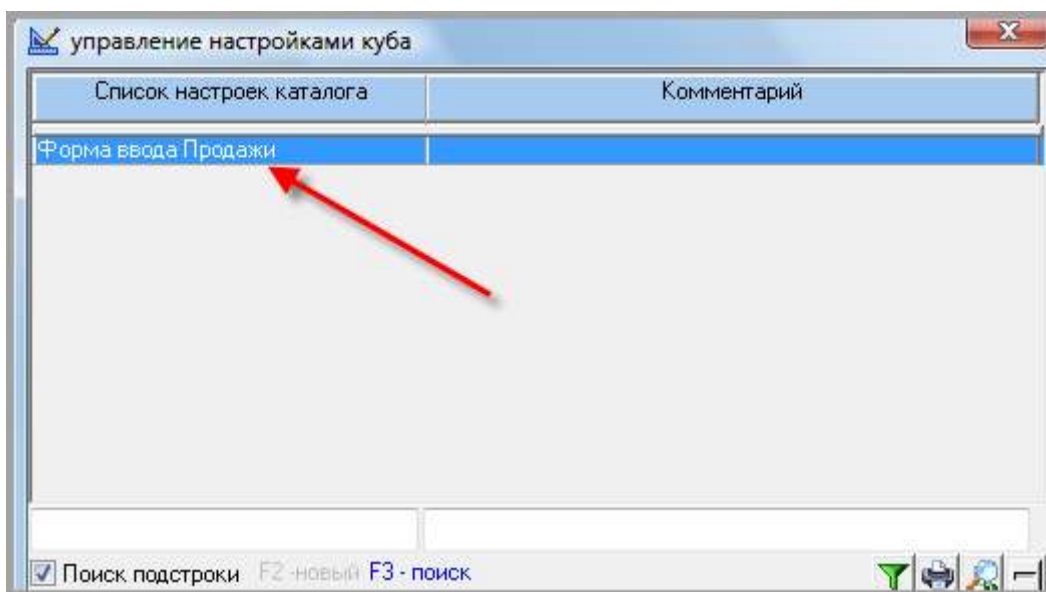 управление настройками куба
Список настроек каталога Комментарий
Форма ввода Продажи
Поиск подстроки F2 -новый F3 - поиск